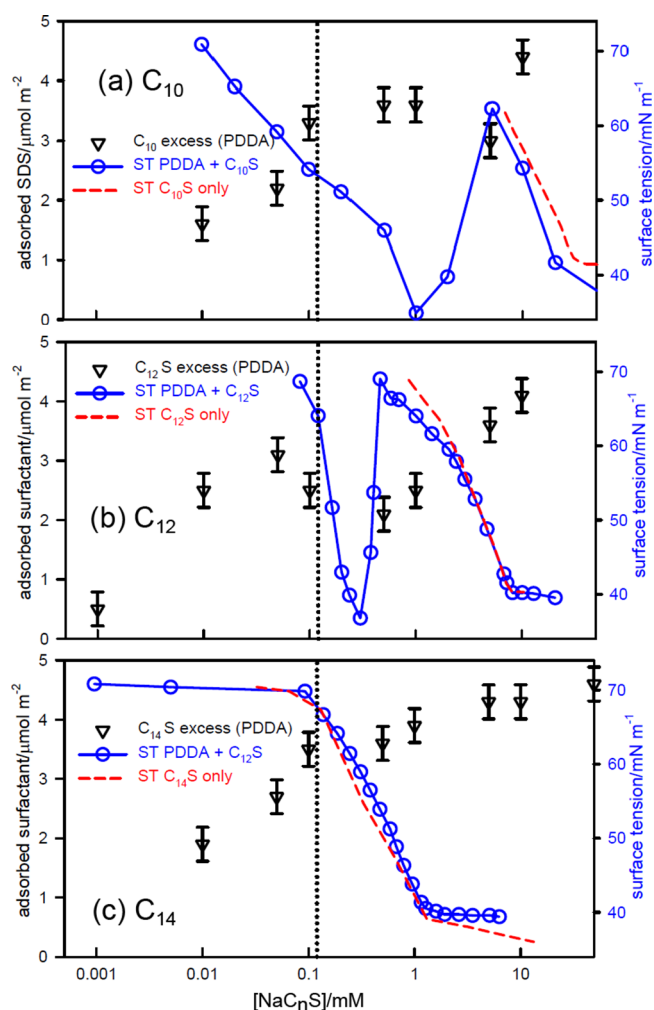 5
4
3
2
1
0
adsorbed SDS/µmol m-2
(a) C10
C10 excess (PDDA)
ST PDDA + C10S
ST C10S only
70
60
50
40
surface tension/mN m-1
5
4
3
2
1
0
adsorbed surfactant/µmol m-2
C12S excess (PDDA)
ST PDDA + C12S
ST C12S only
(b) C12
70
60
50
40
surface tension/mN m-1
5
4
3
2
1
0
adsorbed surfactant/µmol m-2
C14S excess (PDDA)
ST PDDA + C12S
ST C14S only
(c) C14
70
60
50
40
surface tension/mN m-1
0.001 0.01 0.1 1 10
[NaCnS]/mM